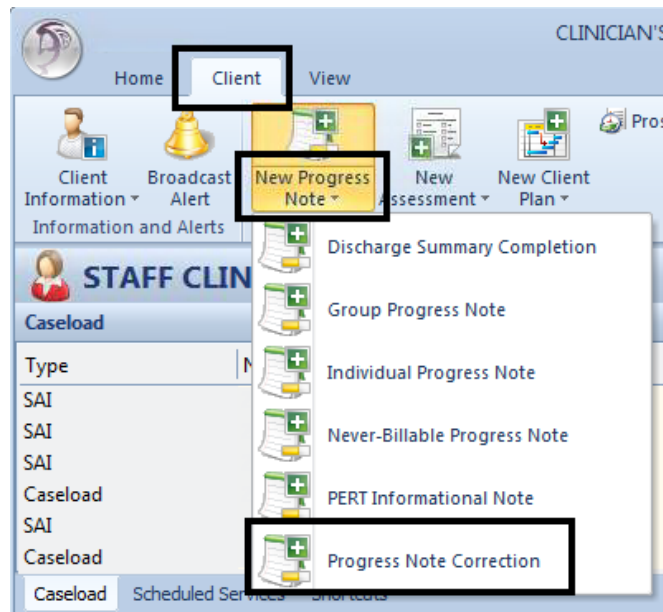 CLINICIAN'S
Home Client View
Client Information Broadcast Alert New Progress Note New Assessment New Client Plan Pros
Information and Alerts
STAFF CLIN
Caseload
Type N
SAI
SAI
SAI
Caseload
SAI
Caseload
Discharge Summary Completion
Group Progress Note
Individual Progress Note
Never-Billable Progress Note
PERT Informational Note
Progress Note Correction
Caseload Scheduled Services Shortcuts